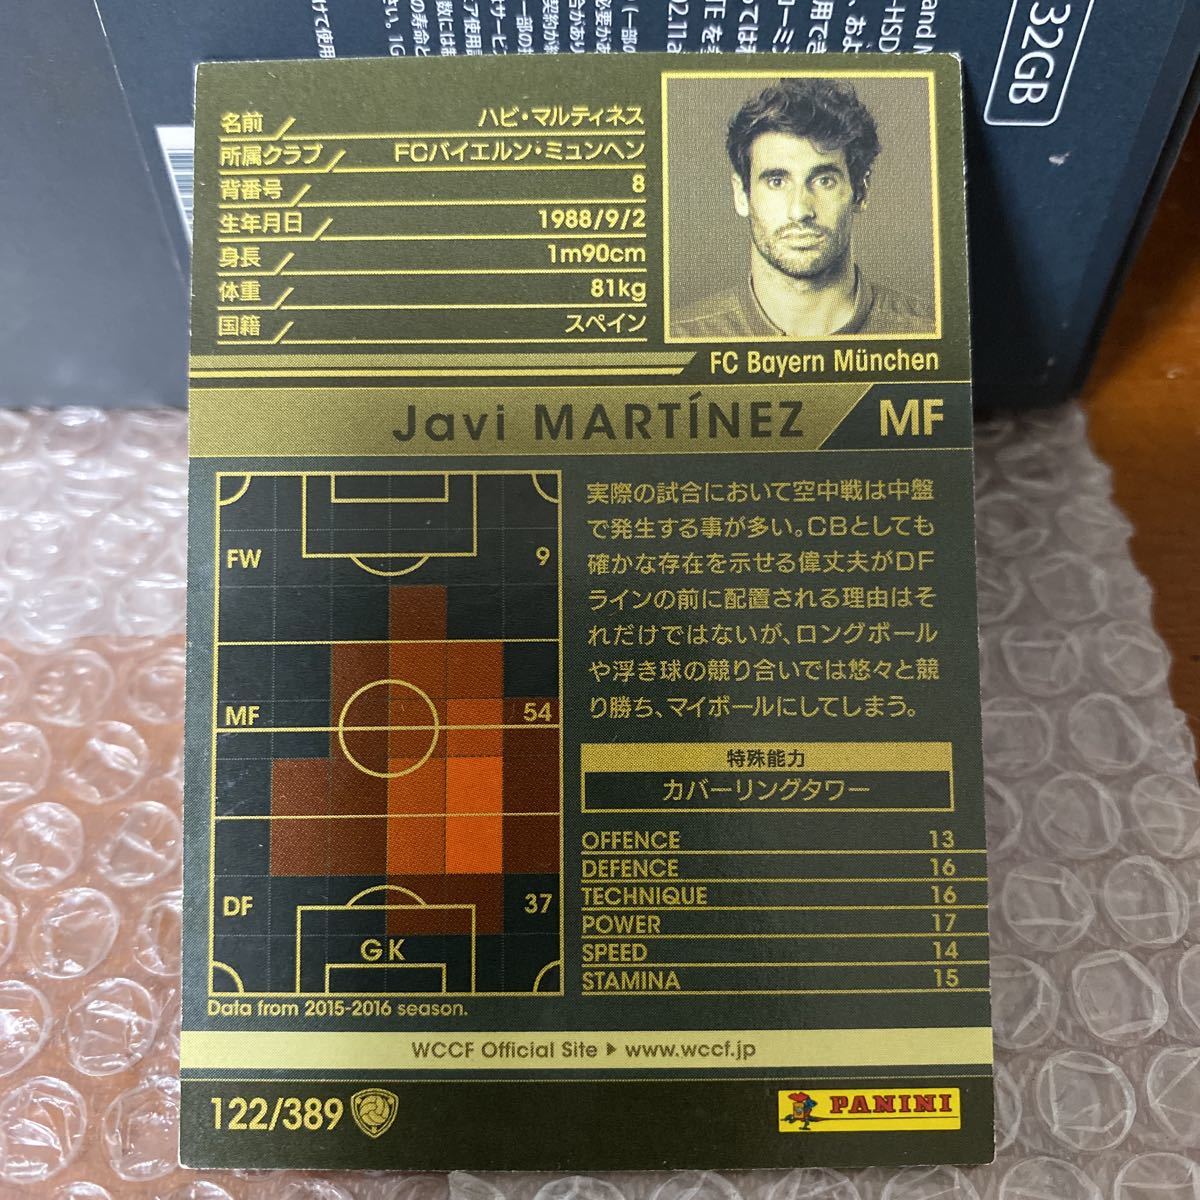 32GB
名前 ハビ・マルティネス
所属クラブ FCバイエルン・ミュンヘン
背番号 8
生年月日 1988/9/2
身長 1m90cm
体重 81kg
国籍 スペイン
FC Bayern München
Javi MARTÍNEZ MF
FW 9
MF 54
DF 37
GK
Data from 2015-2016 season.
実際の試合において空中戦は中盤
で発生する事が多い。CBとしても
確かな存在を示せる偉丈夫がDF
ラインの前に配置される理由はそ
れだけではないが、ロングボール
や浮き球の競り合いでは悠々と競
り勝ち、マイボールにしてしまう。
特殊能力
カバーリングタワー
OFFENCE 13
DEFENCE 16
TECHNIQUE 16
POWER 17
SPEED 14
STAMINA 15
WCCF Official Site ▶ www.wccf.jp
122/389
PANINI